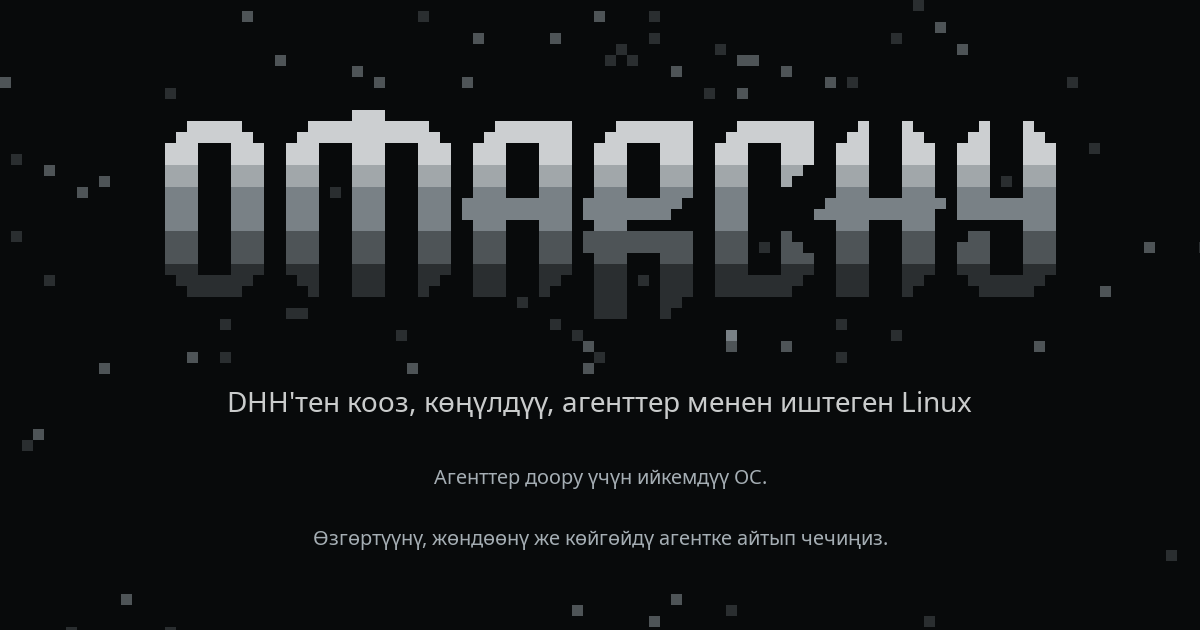 OMARCHY
DHH'тен кооз, көңүлдүү, агенттер менен иштеген Linux
Агенттер доору үчүн ийкемдүү ОС.
Өзгөртүүнү, жөндөөнү же көйгөйдү агентке айтып чечиңиз.